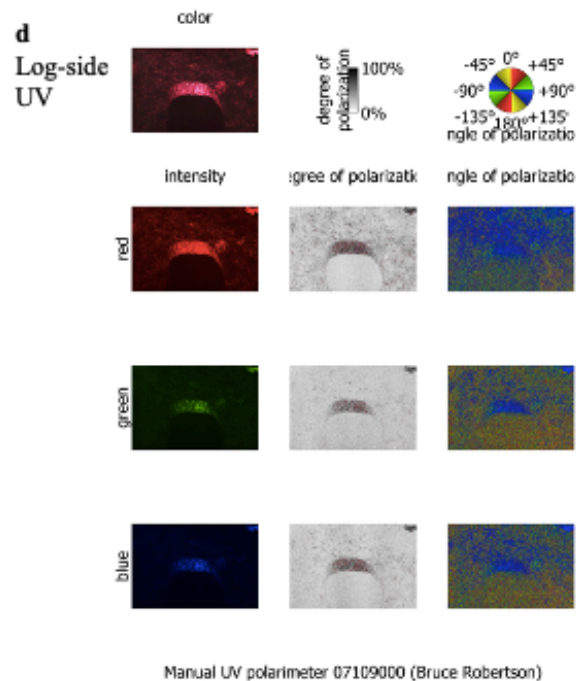 d
Log-side
UV
color
degree of
polarization
100%
0%
-45° 0° +45°
-90° +90°
-135° 180° +135°
ngle of polarizatio
intensity egree of polarizatic ngle of polarizatio
red
green
blue
Manual UV polarimeter 07109000 (Bruce Robertson)